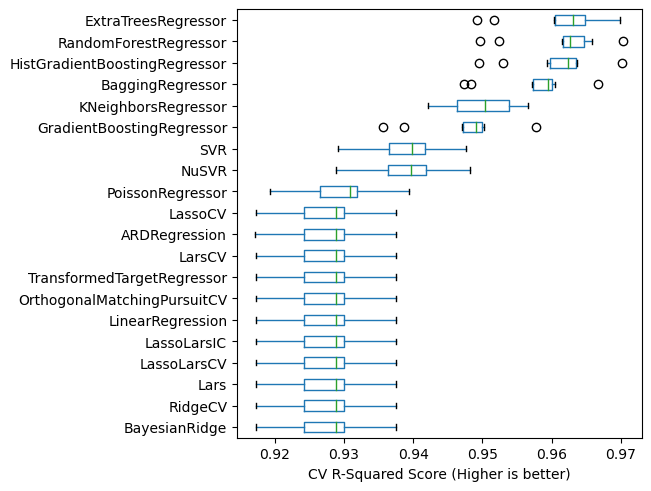 ExtraTreesRegressor
RandomForestRegressor
HistGradientBoostingRegressor
BaggingRegressor
KNeighborsRegressor
GradientBoostingRegressor
SVR
NuSVR
PoissonRegressor
LassoCV
ARDRegression
LarsCV
TransformedTargetRegressor
OrthogonalMatchingPursuitCV
LinearRegression
LassoLarsIC
LassoLarsCV
Lars
RidgeCV
BayesianRidge
0.92 0.93 0.94 0.95 0.96 0.97
CV R-Squared Score (Higher is better)